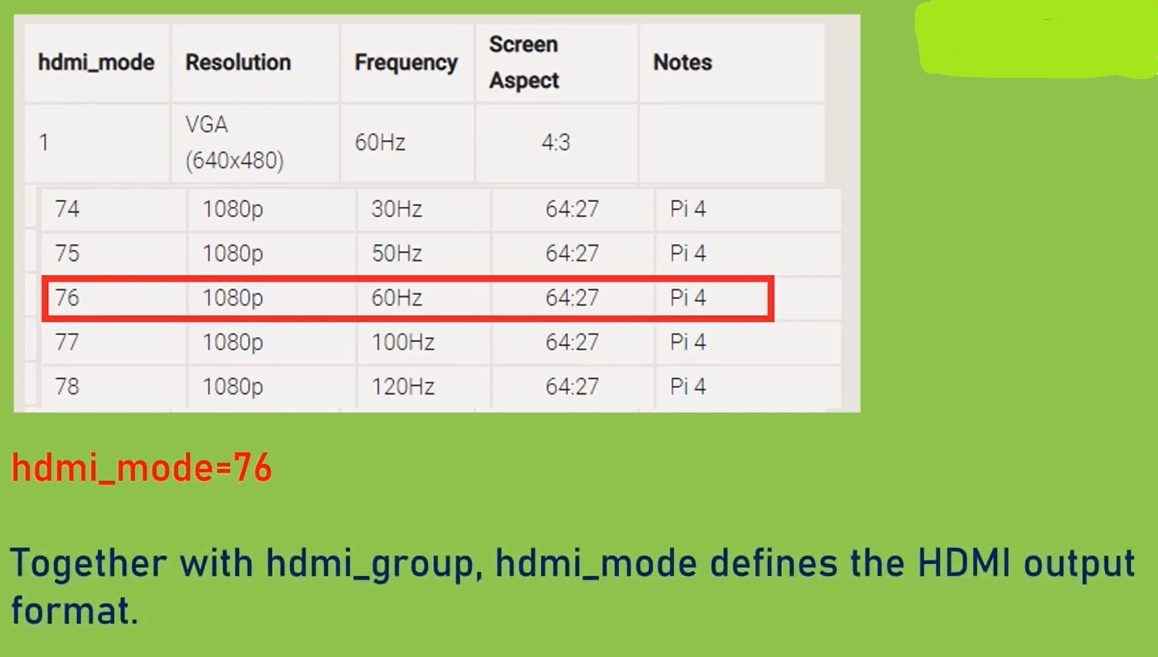 hdmi_mode Resolution Frequency Screen Aspect Notes
1 VGA (640x480) 60Hz 4:3
74 1080p 30Hz 64:27 Pi 4
75 1080p 50Hz 64:27 Pi 4
76 1080p 60Hz 64:27 Pi 4
77 1080p 100Hz 64:27 Pi 4
78 1080p 120Hz 64:27 Pi 4
hdmi_mode=76
Together with hdmi_group, hdmi_mode defines the HDMI output
format.